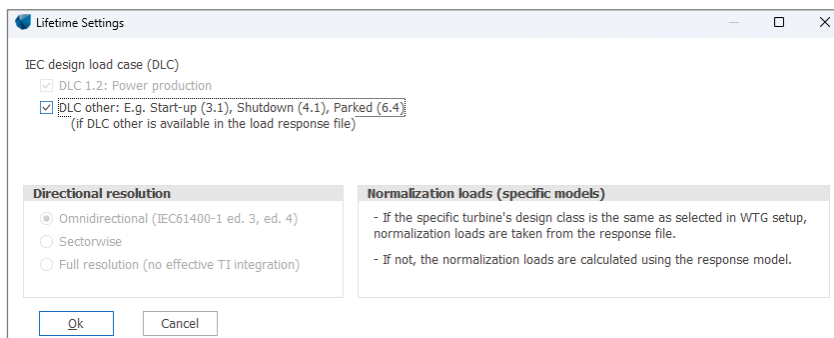 Lifetime Settings
IEC design load case (DLC)
DLC 1.2: Power production
DLC other: E.g. Start-up (3.1), Shutdown (4.1), Parked (6.4)
(if DLC other is available in the load response file)
Directional resolution
Omnidirectional (IEC61400-1 ed. 3, ed. 4)
Sectorwise
Full resolution (no effective TI integration)
Normalization loads (specific models)
- If the specific turbine's design class is the same as selected in WTG setup,
normalization loads are taken from the response file.
- If not, the normalization loads are calculated using the response model.
Ok
Cancel